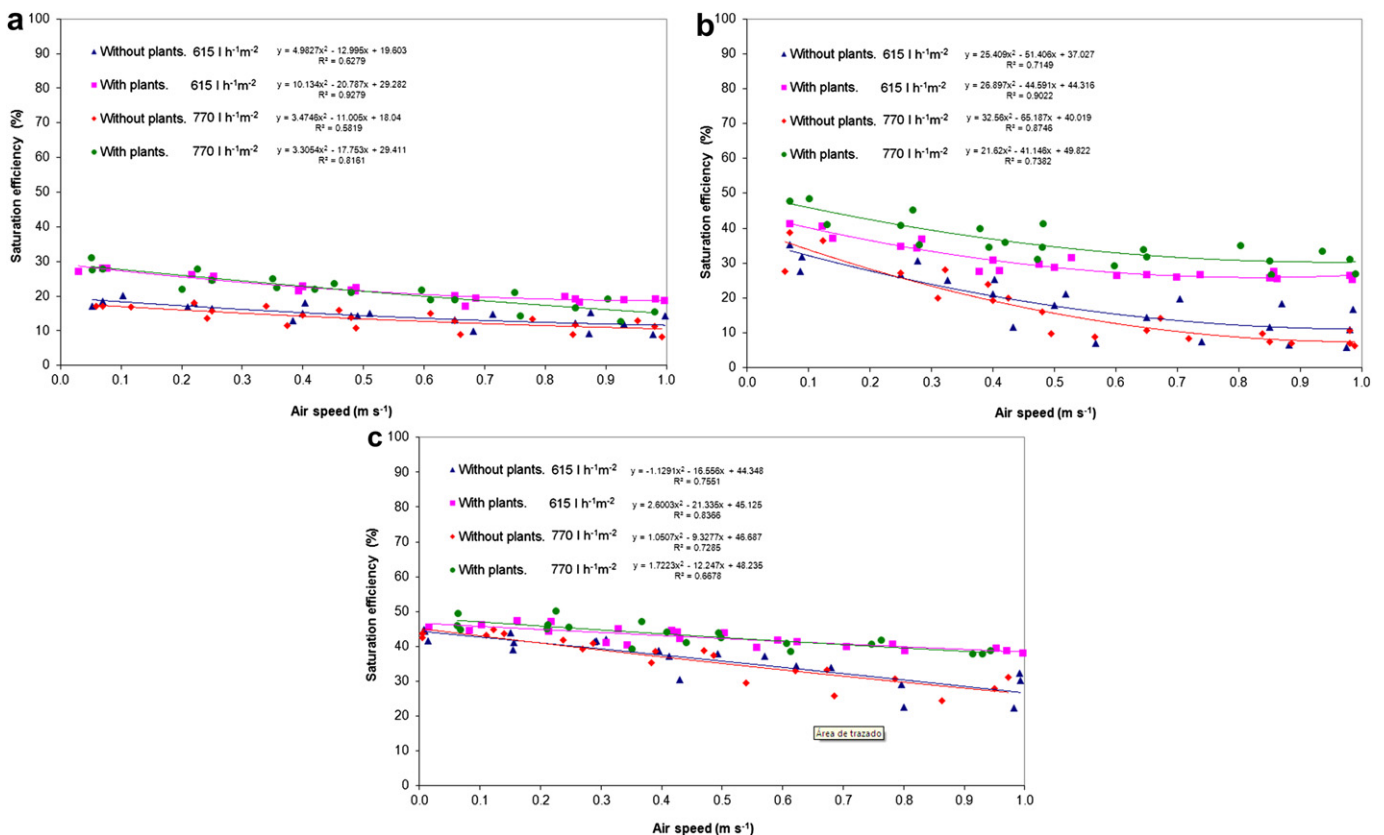 a
100
90
80
70
60
50
40
30
20
10
0
Saturation efficiency (%)
Without plants. 615 l h⁻¹m⁻² y = 4.9827x² - 12.995x + 19.603
R² = 0.6279
With plants. 615 l h⁻¹m⁻² y = 10.134x² - 20.787x + 29.282
R² = 0.9279
Without plants. 770 l h⁻¹m⁻² y = 3.4746x² - 11.005x + 18.04
R² = 0.5819
With plants. 770 l h⁻¹m⁻² y = 3.3054x² - 17.753x + 29.411
R² = 0.8161
0.0 0.1 0.2 0.3 0.4 0.5 0.6 0.7 0.8 0.9 1.0
Air speed (m s⁻¹)
b
100
90
80
70
60
50
40
30
20
10
0
Saturation efficiency (%)
Without plants. 615 l h⁻¹m⁻² y = 25.409x² - 51.406x + 37.027
R² = 0.7149
With plants. 615 l h⁻¹m⁻² y = 26.897x² - 44.591x + 44.316
R² = 0.9022
Without plants. 770 l h⁻¹m⁻² y = 32.56x² - 65.187x + 40.019
R² = 0.8746
With plants. 770 l h⁻¹m⁻² y = 21.62x² - 41.146x + 49.822
R² = 0.7382
0.0 0.1 0.2 0.3 0.4 0.5 0.6 0.7 0.8 0.9 1.0
Air speed (m s⁻¹)
c
100
90
80
70
60
50
40
30
20
10
0
Saturation efficiency (%)
Without plants. 615 l h⁻¹m⁻² y = -1.1291x² - 16.556x + 44.348
R² = 0.7551
With plants. 615 l h⁻¹m⁻² y = 2.6003x² - 21.335x + 45.125
R² = 0.8366
Without plants. 770 l h⁻¹m⁻² y = 1.0507x² - 9.3277x + 46.687
R² = 0.7285
With plants. 770 l h⁻¹m⁻² y = 1.7223x² - 12.247x + 48.235
R² = 0.6678
Área de trazado
0.0 0.1 0.2 0.3 0.4 0.5 0.6 0.7 0.8 0.9 1.0
Air speed (m s⁻¹)